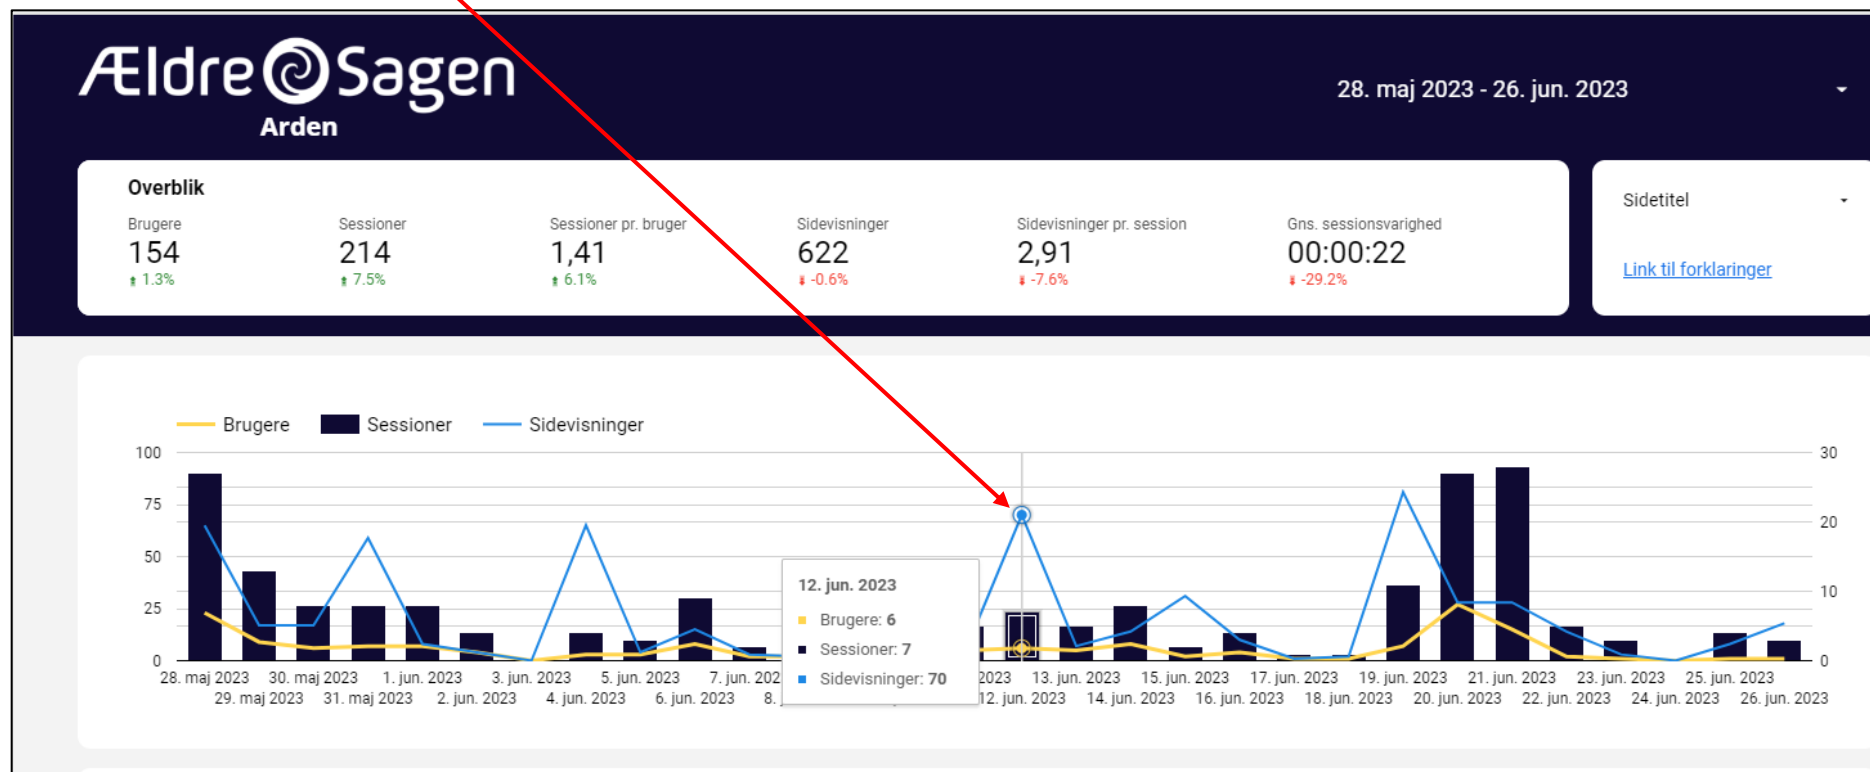 Ældre Sagen
Arden
28. maj 2023 - 26. jun. 2023
Overblik
Brugere
154
1.3%
Sessioner
214
7.5%
Sessioner pr. bruger
1,41
6.1%
Sidevisninger
622
-0.6%
Sidevisninger pr. session
2,91
-7.6%
Gns. sessionsvarighed
00:00:22
-29.2%
Sidetitel
Link til forklaringer
Brugere Sessioner Sidevisninger
100
75
50
25
0
30
20
10
0
12. jun. 2023
Brugere: 6
Sessioner: 7
Sidevisninger: 70
28. maj 2023 30. maj 2023 1. jun. 2023 3. jun. 2023 5. jun. 2023 7. jun. 202 2023 13. jun. 2023 15. jun. 2023 17. jun. 2023 19. jun. 2023 21. jun. 2023 23. jun. 2023 25. jun. 2023
29. maj 2023 31. maj 2023 2. jun. 2023 4. jun. 2023 6. jun. 2023 8. 12. jun. 2023 14. jun. 2023 16. jun. 2023 18. jun. 2023 20. jun. 2023 22. jun. 2023 24. jun. 2023 26. jun. 2023